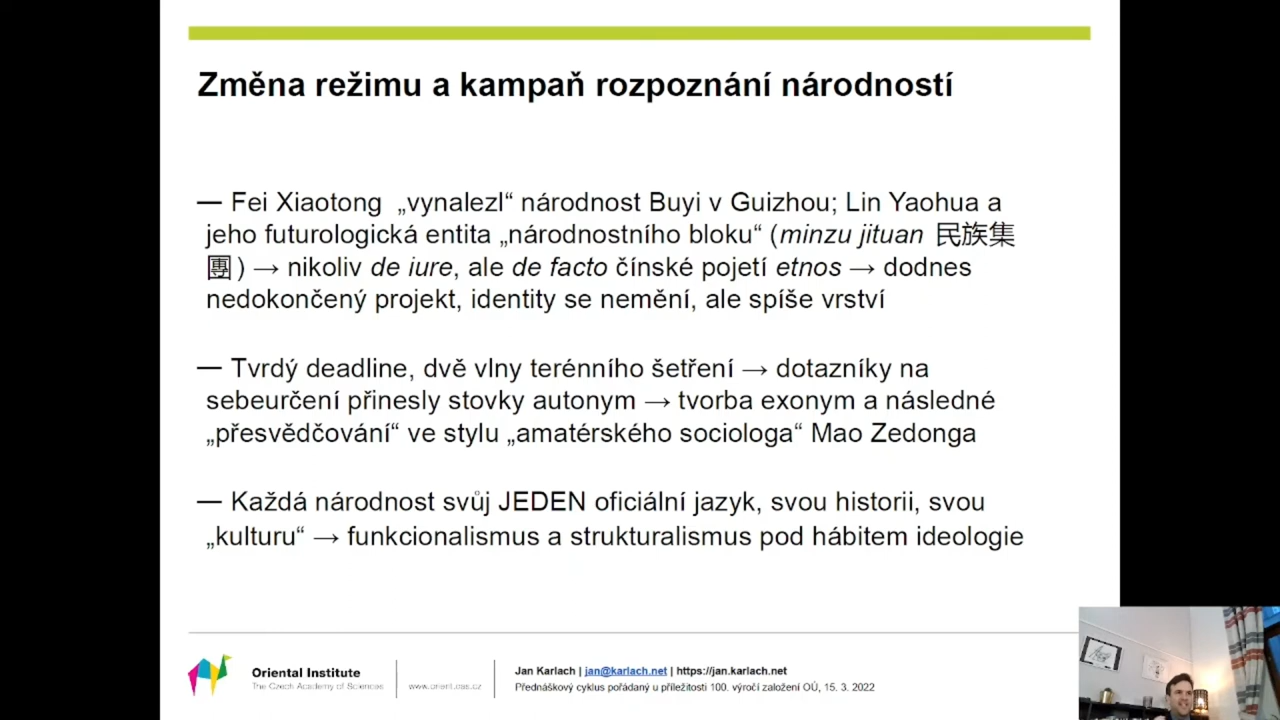 Změna režimu a kampaň rozpoznání národností
— Fei Xiaotong „vynalezl“ národnost Buyi v Guizhou; Lin Yaohua a
jeho futurologická entita „národnostního bloku“ (minzu jituan 民族集
團) → nikoliv de iure, ale de facto čínské pojetí etnos → dodnes
nedokončený projekt, identity se nemění, ale spíše vrství
— Tvrdý deadline, dvě vlny terénního šetření → dotazníky na
sebeurčení přinesly stovky autonym → tvorba exonym a následné
„přesvědčování“ ve stylu „amatérského sociologa“ Mao Zedonga
— Každá národnost svůj JEDEN oficiální jazyk, svou historii, svou
„kulturu“ → funkcionalismus a strukturalismus pod hábitem ideologie
Oriental Institute
The Czech Academy of Sciences
www.orient.cas.cz
Jan Karlach | jan@karlach.net | https://jan.karlach.net
Přednáškový cyklus pořádaný u příležitosti 100. výročí založení OÚ, 15. 3. 2022